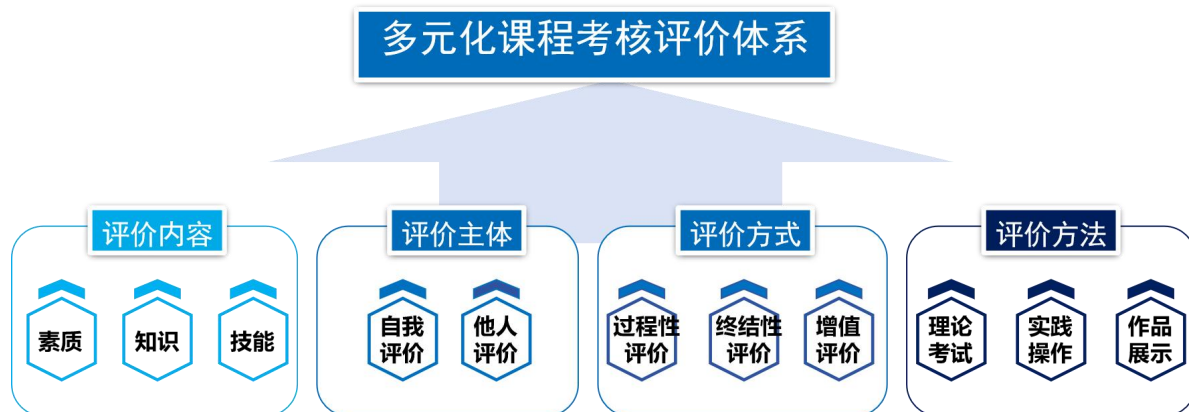 多元化课程考核评价体系
评价内容
素质
知识
技能
评价主体
自我
评价
他人
评价
评价方式
过程性
评价
终结性
评价
增值
评价
评价方法
理论
考试
实践
操作
作品
展示